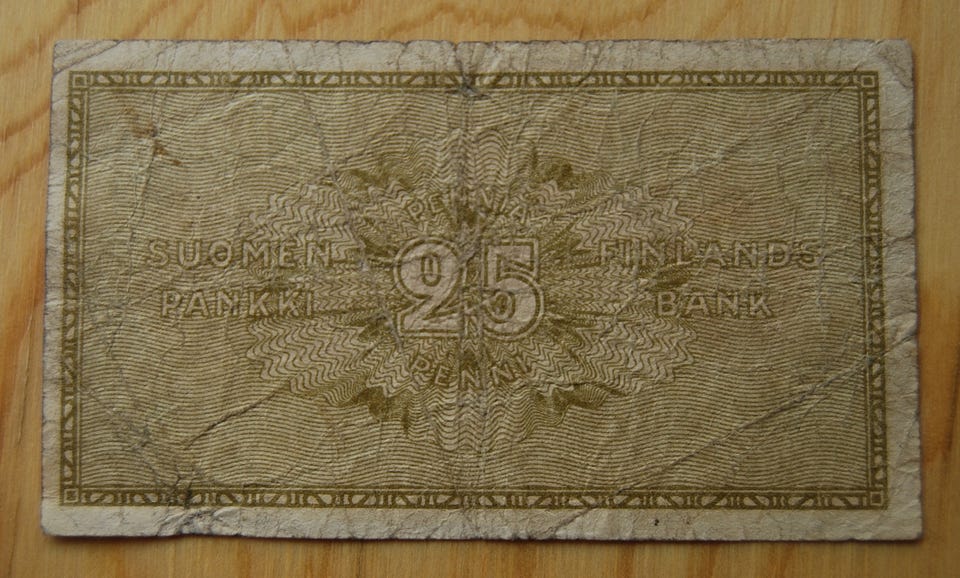 PENNIÄ
SUOMEN
PANKKI
25
FINLANDS
BANK
PENNI